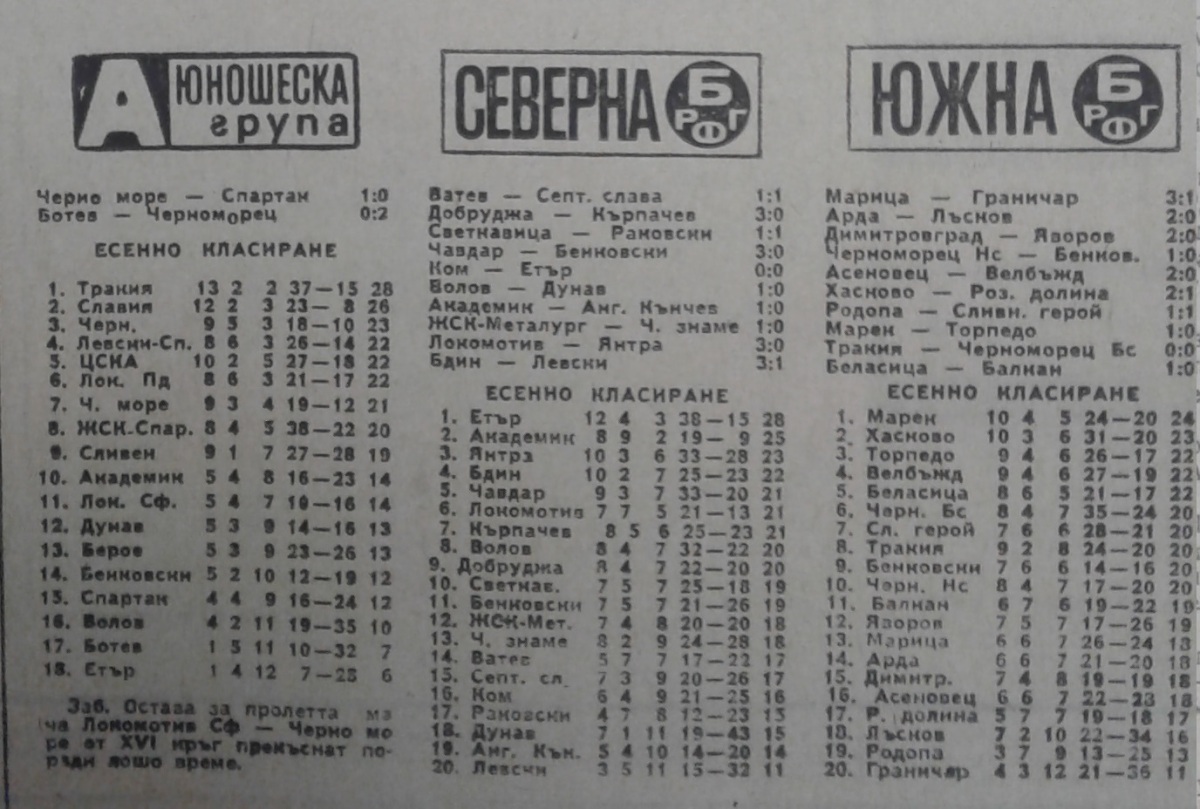 А ЮНОШЕСКА
група
Черно море — Спартак 1:0
Ботев — Черноморец 0:2
ЕСЕННО КЛАСИРАНЕ
1. Тракия 13 2 2 37—15 28
2. Славия 12 2 3 23— 8 26
3. Черн. 9 5 3 18—10 23
4. Левски-Сп. 8 6 3 26—14 22
5. ЦСКА 10 2 5 27—18 22
6. Лок. Пд 8 6 3 21—17 22
7. Ч. море 9 3 4 19—12 21
8. ЖСК-Спар. 8 4 5 38—22 20
9. Сливен 9 1 7 27—28 19
10. Академик 5 4 8 16—23 14
11. Лок. Сф. 5 4 7 10—16 14
12. Дунав 5 3 9 14—16 13
13. Берое 5 3 9 23—26 13
14. Бенковски 5 2 10 12—19 12
15. Спартак 4 4 9 16—24 12
16. Волов 4 2 11 19—35 10
17. Ботев 1 5 11 10—32 7
18. Етър 1 4 12 7—28 6
Заб. Остава за пролетта ма-
ча Локомотив Сф — Черно мо-
ре от XVI кръг прекъснат по-
ради лошо време.
СЕВЕРНА Б РФГ
Ватев — Септ. слава 1:1
Добруджа — Кърпачев 3:0
Светкавица — Раковски 1:1
Чавдар — Бенковски 3:0
Ком — Етър 0:0
Волов — Дунав 1:0
Академик — Анг. Кънчев 1:0
ЖСК-Металург — Ч. знаме 1:0
Локомотив — Янтра 3:0
Бдин — Левски 3:1
ЕСЕННО КЛАСИРАНЕ
1. Етър 12 4 3 38—15 28
2. Академик 8 9 2 19— 9 25
3. Янтра 10 3 6 33—28 23
4. Бдин 10 2 7 25—23 22
5. Чавдар 9 3 7 33—20 21
6. Локомотив 7 7 5 21—13 21
7. Кърпачев 8 5 6 25—23 21
8. Волов 8 4 7 32—22 20
9. Добруджа 8 4 7 22—20 20
10. Светкав. 7 5 7 25—18 19
11. Бенковски 7 5 7 21—26 19
12. ЖСК-Мет. 7 4 8 20—20 18
13. Ч. знаме 8 2 9 24—28 18
14. Ватев 5 7 7 17—22 17
15. Септ. сл. 7 3 9 20—26 17
16. Ком 6 4 9 21—25 16
17. Раковски 4 7 8 12—23 15
18. Дунав 7 1 11 19—43 15
19. Анг. Кън. 5 4 10 14—20 14
20. Левски 3 5 11 15—32 11
ЮЖНА Б РФГ
Марица — Граничар 3:1
Арда — Лъсков 2:0
Димитровград — Яворов 2:0
Черноморец Нс — Бенков. 1:0
Асеновец — Велбъжд 2:0
Хасково — Роз. долина 2:1
Родопа — Сливн. герой 1:1
Марек — Торпедо 1:0
Тракия — Черноморец Бс 0:0
Беласица — Балкан 1:0
ЕСЕННО КЛАСИРАНЕ
1. Марек 10 4 5 24—20 24
2. Хасково 10 3 6 31—20 23
3. Торпедо 9 4 6 26—17 22
4. Велбъжд 9 4 6 27—19 22
5. Беласица 8 6 5 21—17 22
6. Черн. Бс 8 4 7 35—24 20
7. Сл. герой 7 6 6 28—21 20
8. Тракия 9 2 8 24—20 20
9. Бенковски 7 6 6 14—16 20
10. Черн. Нс 8 4 7 17—20 20
11. Балкан 6 7 6 19—22 19
12. Яворов 7 5 7 17—26 19
13. Марица 6 6 7 26—24 13
14. Арда 6 6 7 21—20 18
15. Димитр. 7 4 8 19—19 18
16. Асеновец 6 6 7 22—23 18
17. Р. долина 5 7 7 19—18 17
18. Лъсков 7 2 10 22—34 16
19. Родопа 3 7 9 13—25 13
20. Граничар 4 3 12 21—36 11